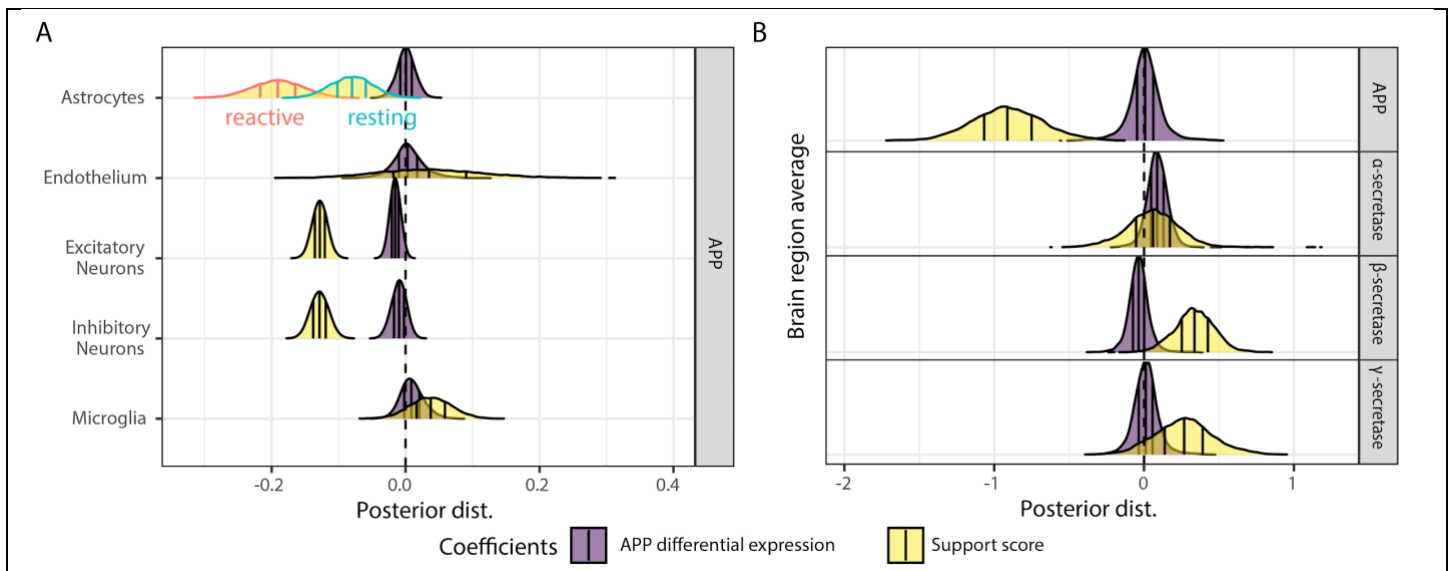 A
Astrocytes
reactive
resting
Endothelium
Excitatory
Neurons
Inhibitory
Neurons
Microglia
APP
-0.2
0.0
0.2
0.4
Posterior dist.
B
Brain region average
APP
α-secretase
β-secretase
γ-secretase
-2
-1
0
1
Posterior dist.
Coefficients
APP differential expression
Support score